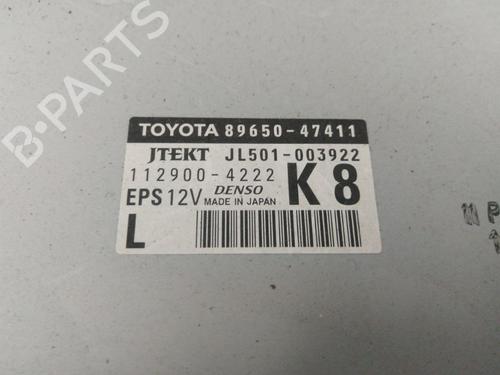 B-PARTS
TOYOTA 89650-47411
JTEKT JL501-003922
112900-4222 K8
EPS 12V DENSO
MADE IN JAPAN
L